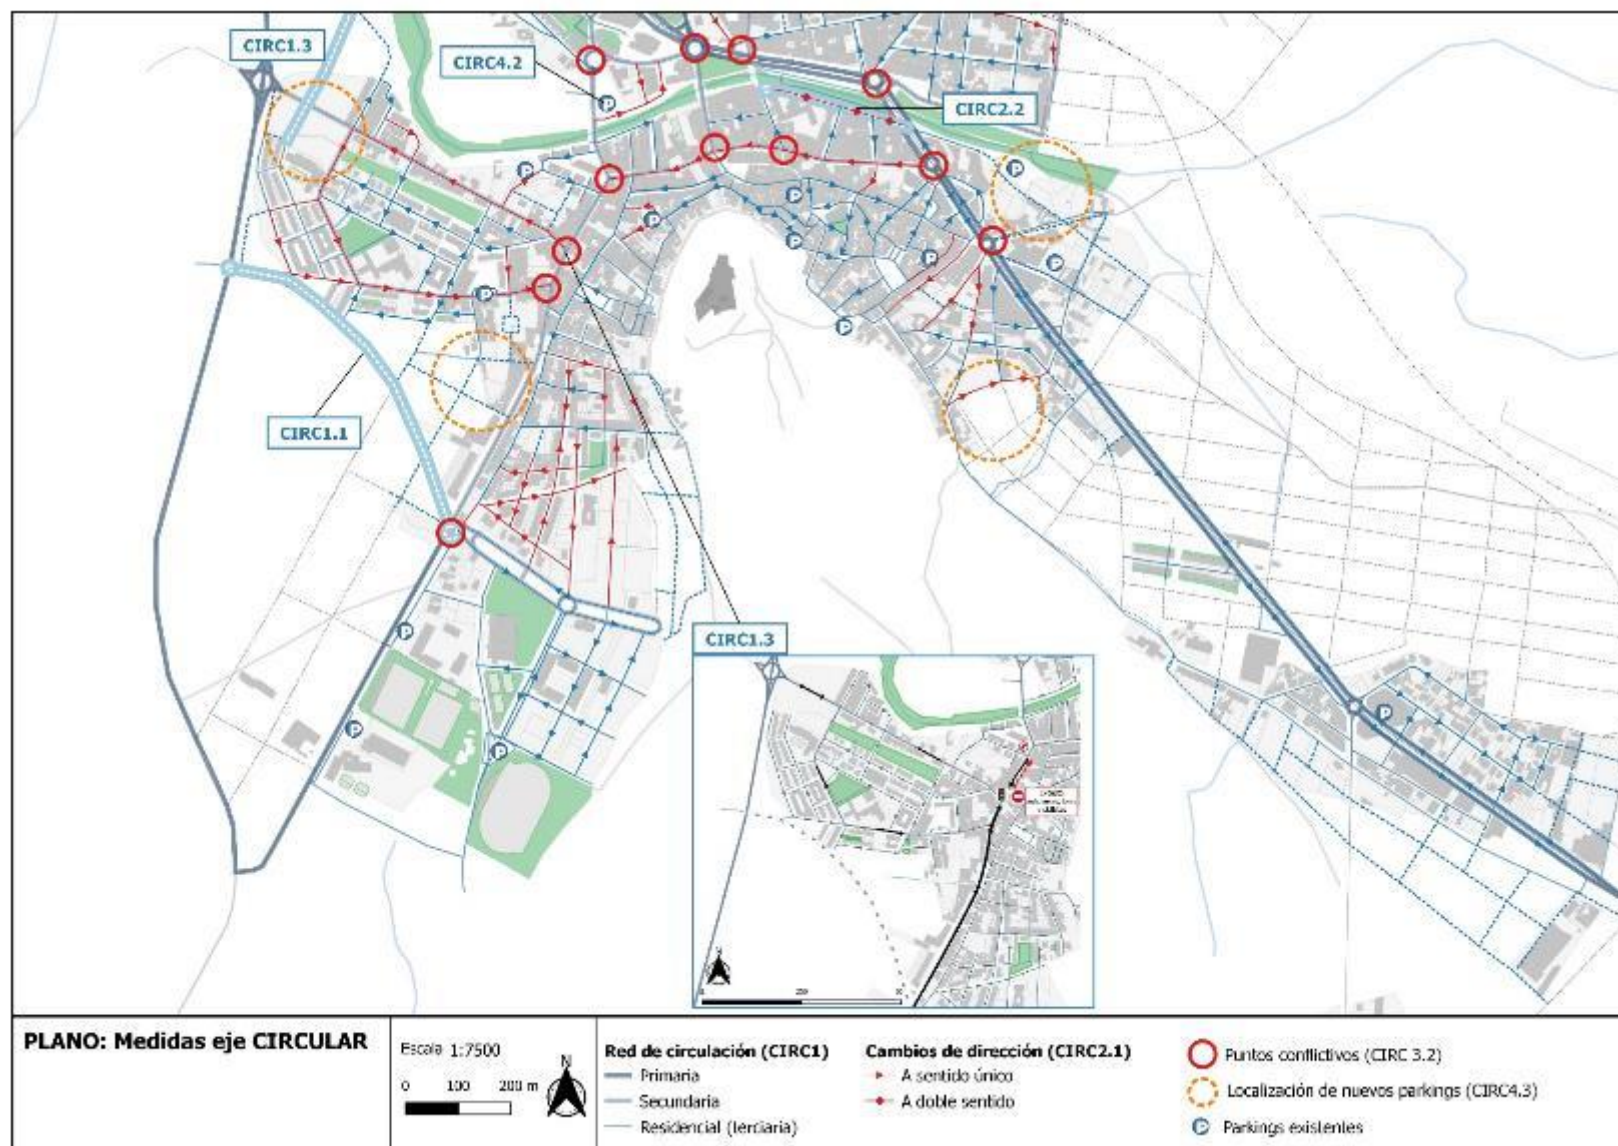 CIRC1.3
CIRC4.2
CIRC2.2
P
P
P
P
P
P
P
P
P
P
CIRC1.1
CIRC1.3
P
P
P
P
N
PLANO: Medidas eje CIRCULAR
Escala 1:7500
N
0 100 200 m
Red de circulación (CIRC1)
Primaria
Secundaria
Residencial (terciaria)
Cambios de dirección (CIRC2.1)
A sentido único
A doble sentido
Puntos conflictivos (CIRC 3.2)
Localización de nuevos parkings (CIRC4.3)
P Parkings existentes